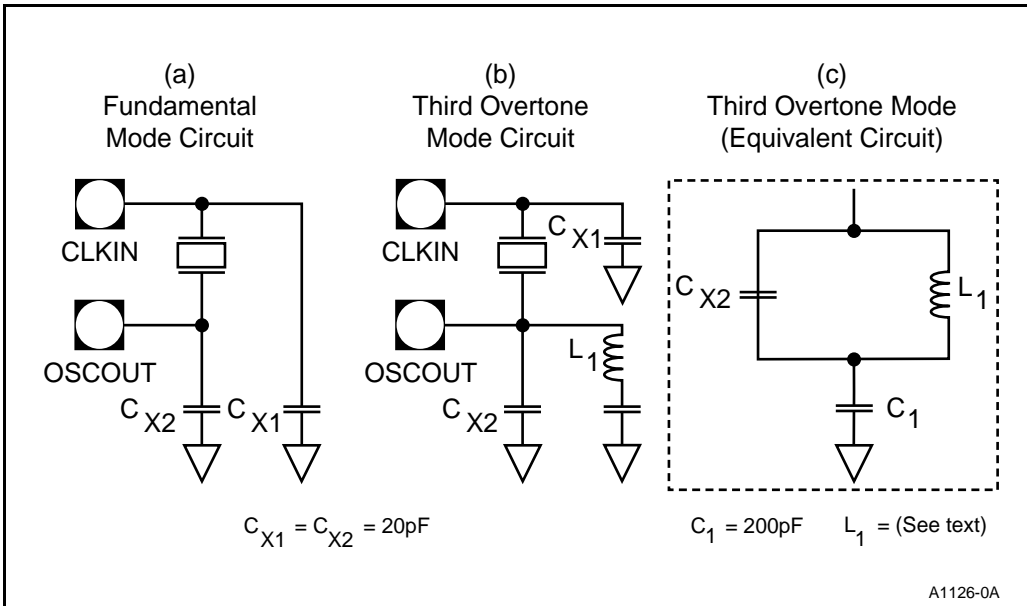 (a)
Fundamental
Mode Circuit
CLKIN
OSCOUT
C X2
C X1
(b)
Third Overtone
Mode Circuit
CLKIN
C X1
OSCOUT
L 1
C X2
(c)
Third Overtone Mode
(Equivalent Circuit)
C X2
L 1
C 1
C X1 = C X2 = 20pF
C 1 = 200pF
L 1 = (See text)
A1126-0A